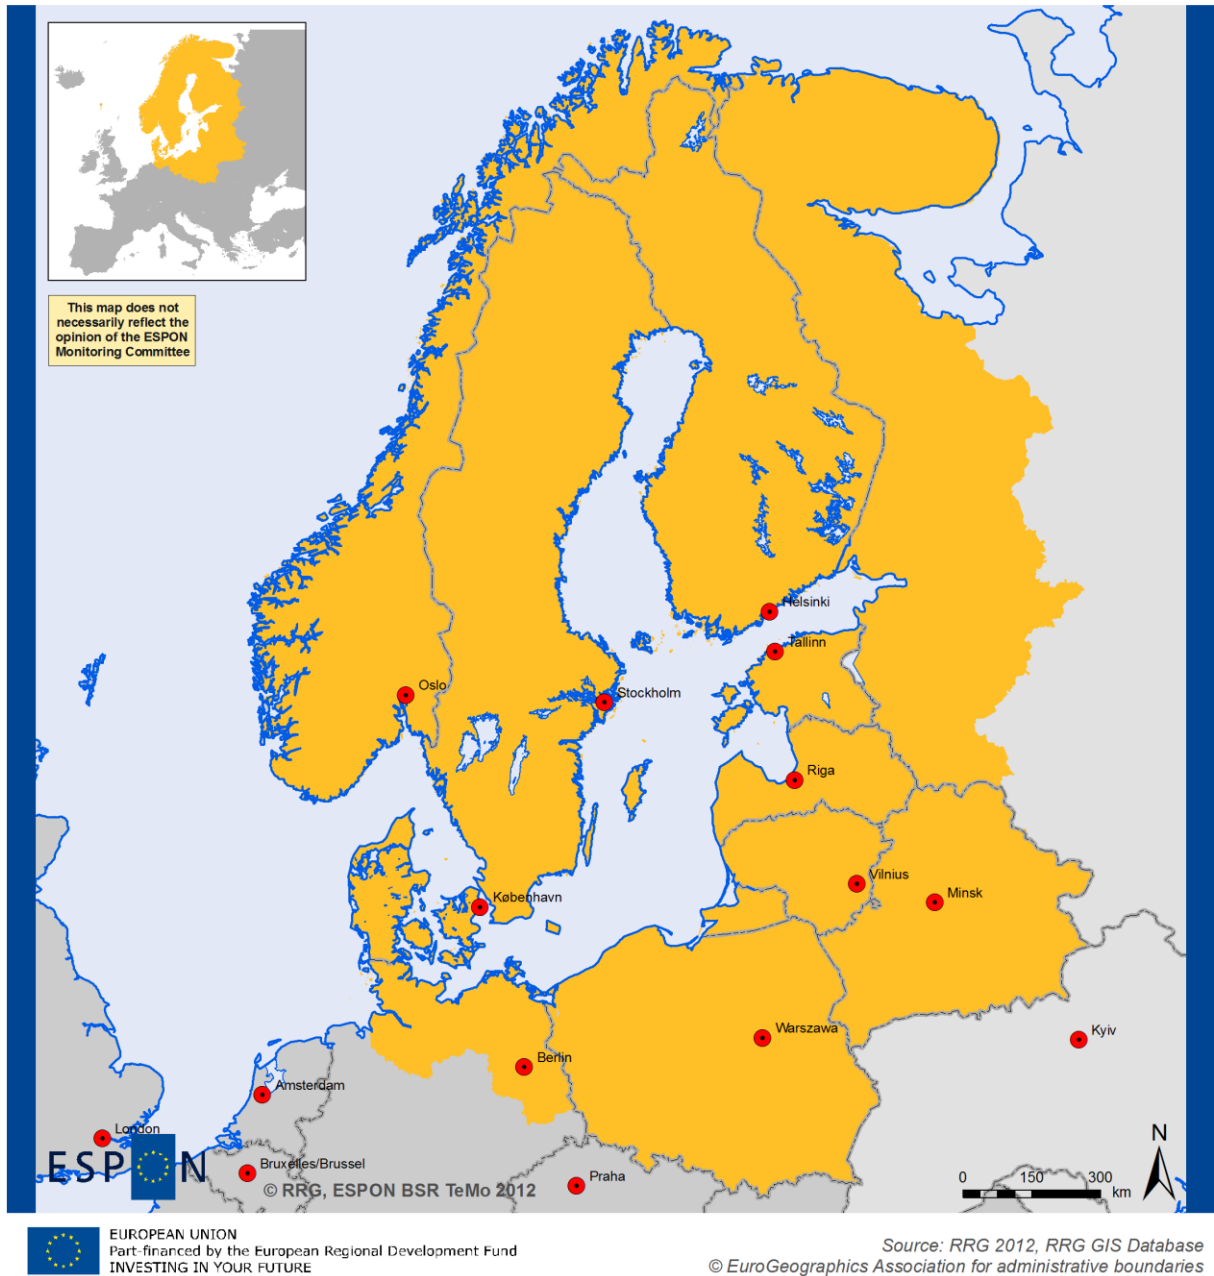 This map does not
necessarily reflect the
opinion of the ESPON
Monitoring Committee
Helsinki
Tallinn
Oslo
Stockholm
Riga
Vilnius
Minsk
København
Warszawa
Kyiv
Berlin
Amsterdam
London
Bruxelles/Brussel
Praha
ESPON
© RRG, ESPON BSR TeMo 2012
N
0 150 300
km
EUROPEAN UNION
Part-financed by the European Regional Development Fund
INVESTING IN YOUR FUTURE
Source: RRG 2012, RRG GIS Database
© EuroGeographics Association for administrative boundaries